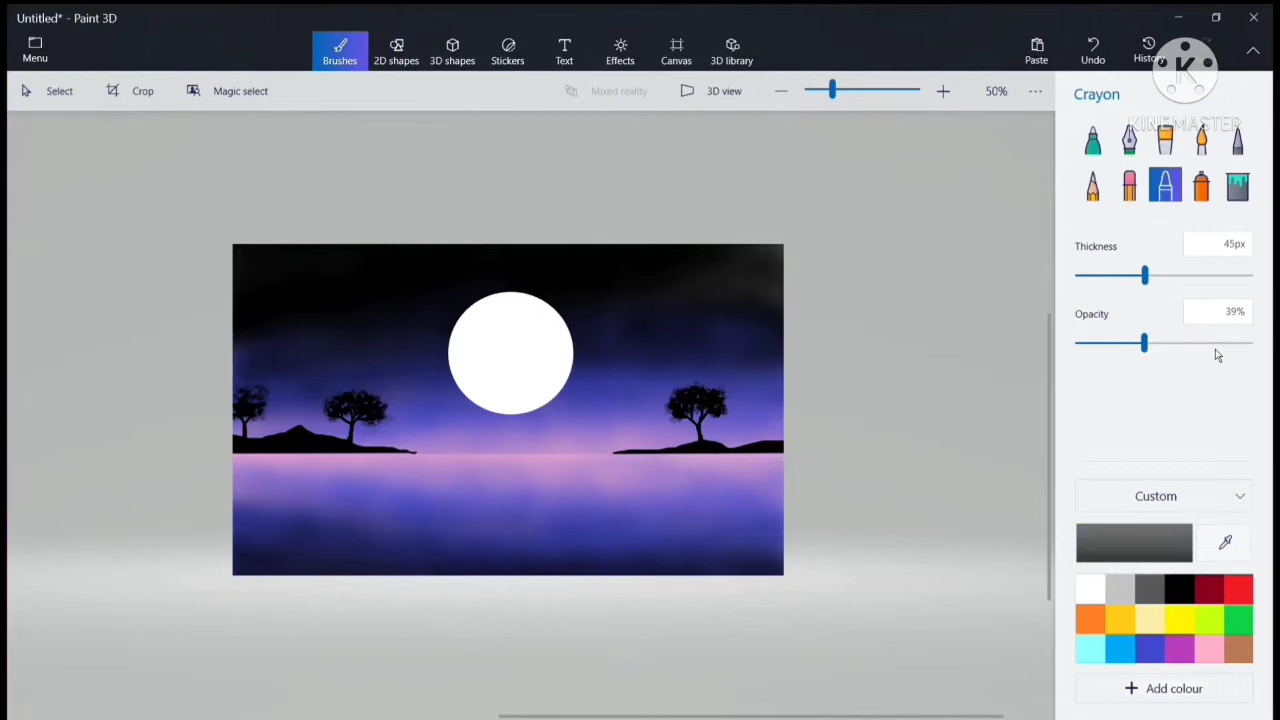 Untitled* - Paint 3D
Menu
Brushes
2D shapes
3D shapes
Stickers
Text
Effects
Canvas
3D library
Paste
Undo
History
Select
Crop
Magic select
Mixed reality
3D view
50%
Crayon
K
KINEMASTER
Thickness
45px
Opacity
39%
Custom
Add colour